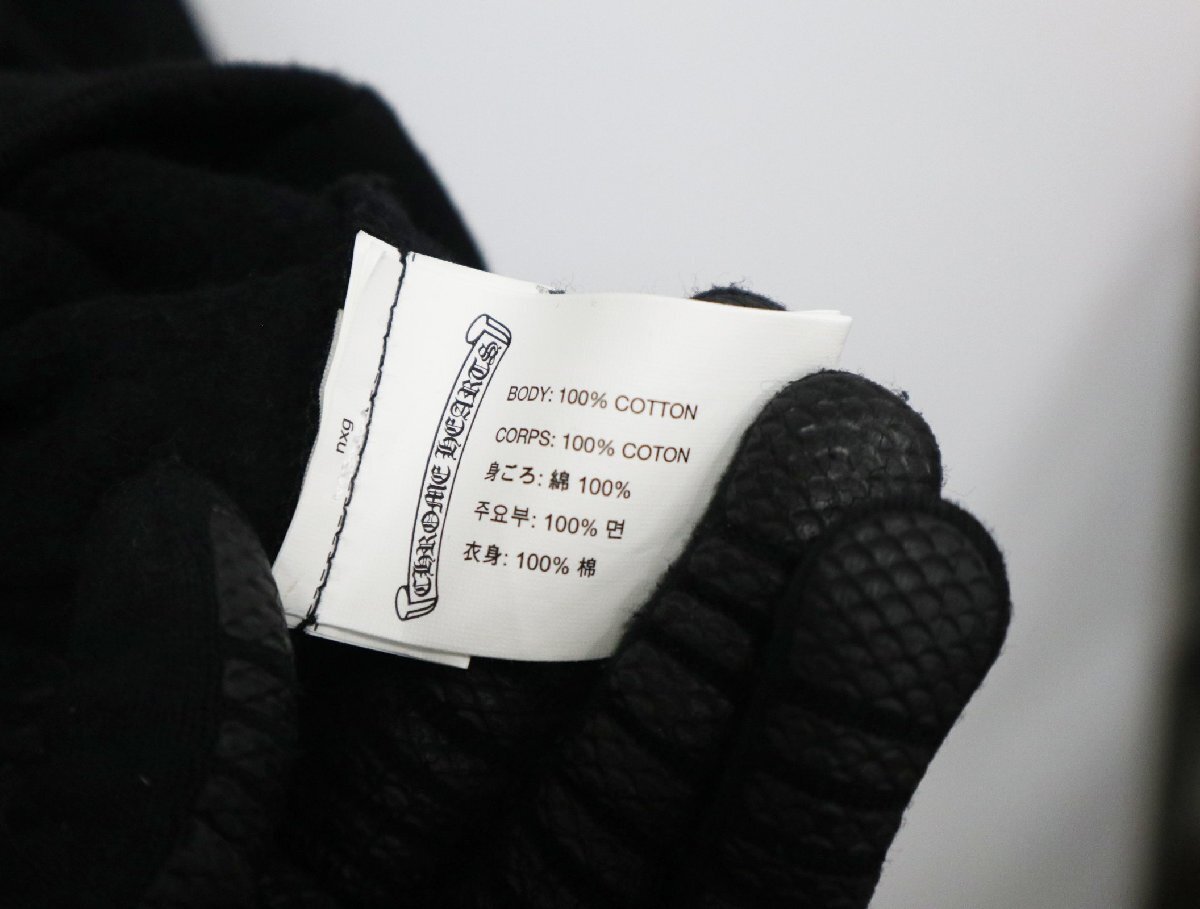 nxg
CHROME HEARTS
BODY: 100% COTTON
CORPS: 100% COTON
身ごろ: 綿 100%
주요부: 100% 면
衣身: 100% 棉